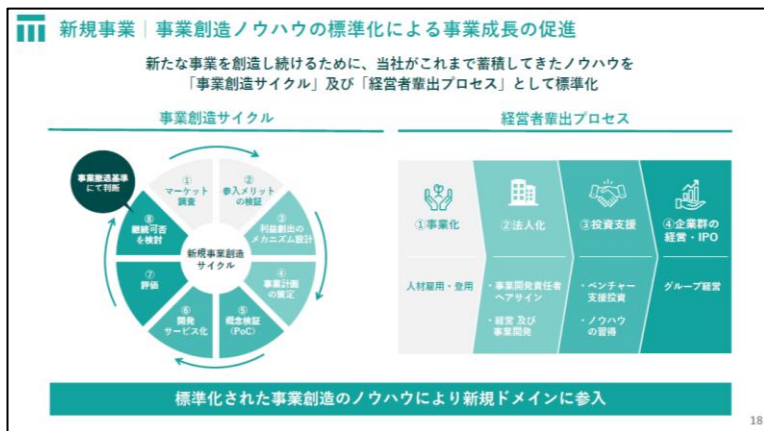 新規事業｜事業創造ノウハウの標準化による事業成長の促進
新たな事業を創造し続けるために、当社がこれまで蓄積してきたノウハウを
「事業創造サイクル」及び「経営者輩出プロセス」として標準化
事業創造サイクル
事業撤退基準
にて判断
①
マーケット
調査
②
参入メリット
の検証
③
利益創出の
メカニズム設計
④
事業計画
の策定
⑤
概念検証
（PoC）
⑥
開発
サービス化
⑦
評価
⑧
継続可否
を検討
新規事業創造
サイクル
経営者輩出プロセス
①事業化
人材雇用・登用
②法人化
・事業開発責任者
へアサイン
・経営 及び
事業開発
③投資支援
・ベンチャー
支援投資
・ノウハウ
の習得
④企業群の
経営・IPO
グループ経営
標準化された事業創造のノウハウにより新規ドメインに参入
18